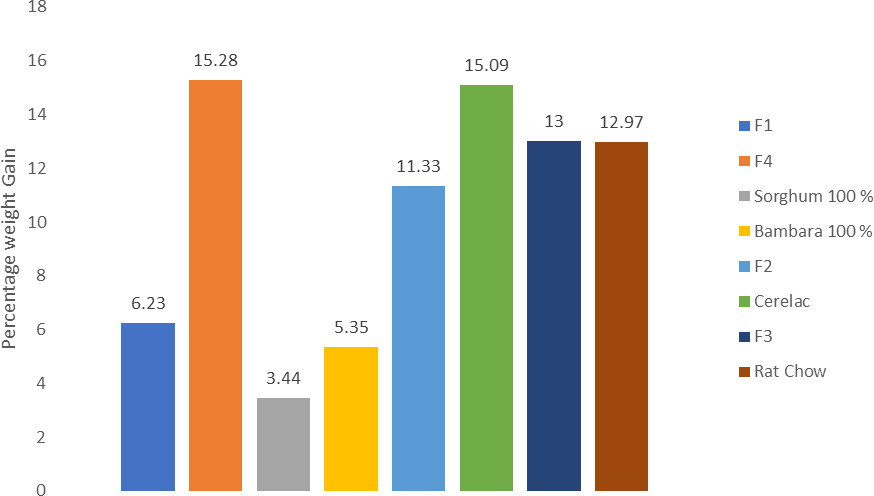 18
16
14
12
10
8
6
4
2
0
Percentage weight Gain
6.23
15.28
3.44
5.35
11.33
15.09
13
12.97
F1
F4
Sorghum 100 %
Bambara 100 %
F2
Cerelac
F3
Rat Chow